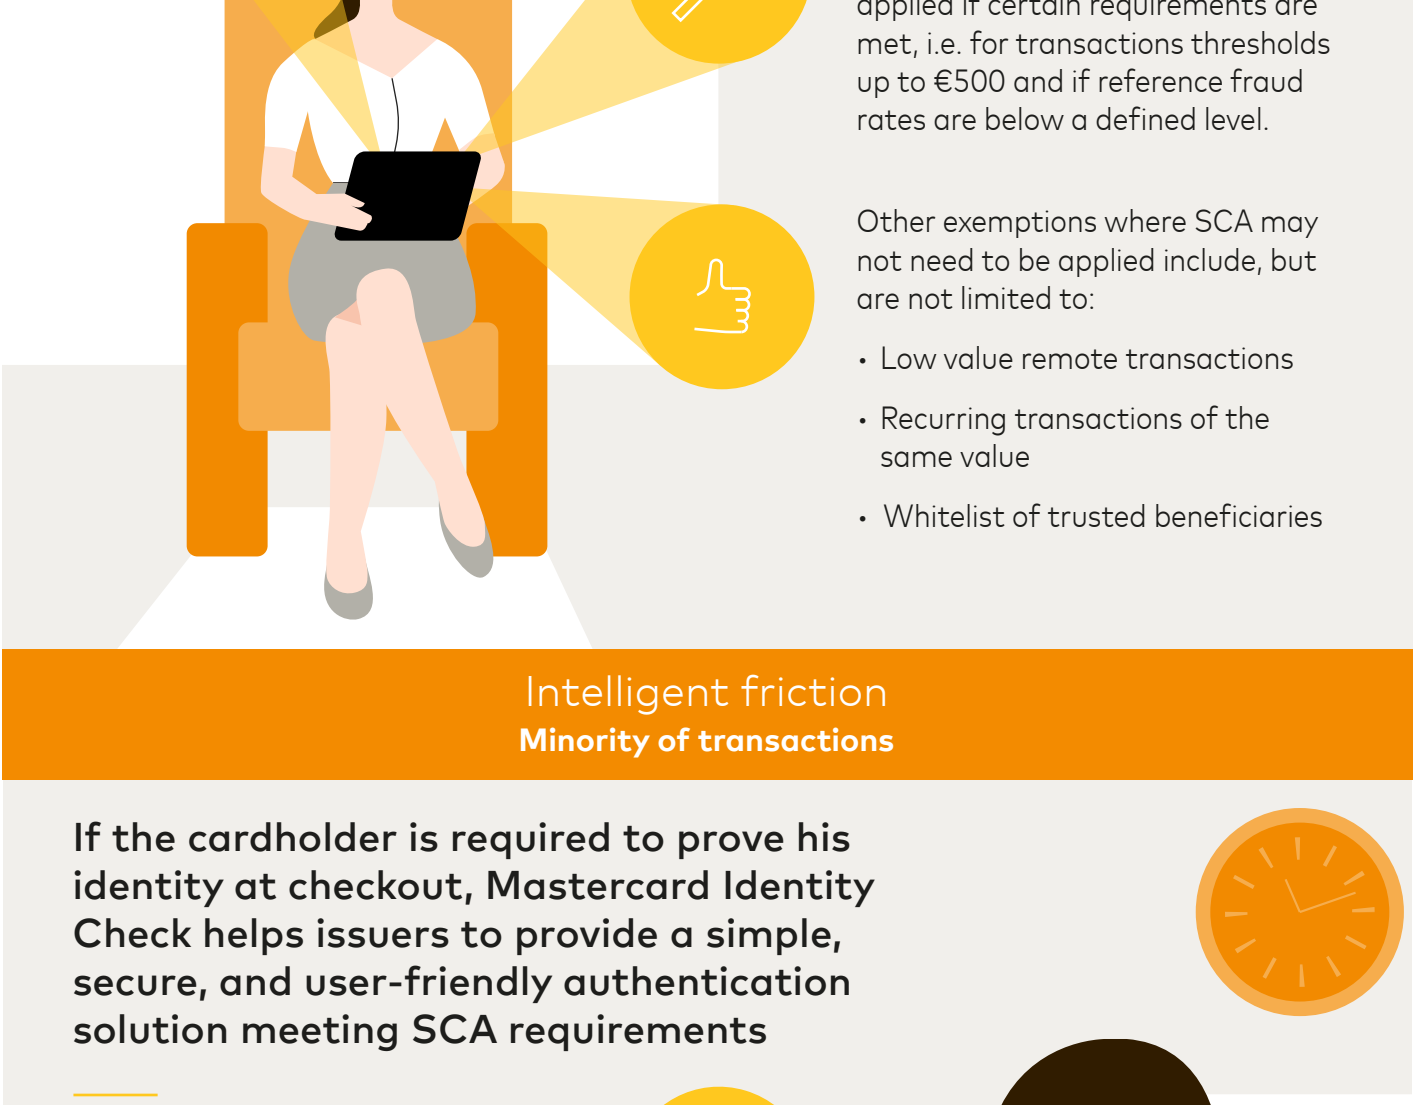 applied if certain requirements are
met, i.e. for transactions thresholds
up to €500 and if reference fraud
rates are below a defined level.
Other exemptions where SCA may
not need to be applied include, but
are not limited to:
• Low value remote transactions
• Recurring transactions of the
same value
• Whitelist of trusted beneficiaries
Intelligent friction
Minority of transactions
If the cardholder is required to prove his
identity at checkout, Mastercard Identity
Check helps issuers to provide a simple,
secure, and user-friendly authentication
solution meeting SCA requirements